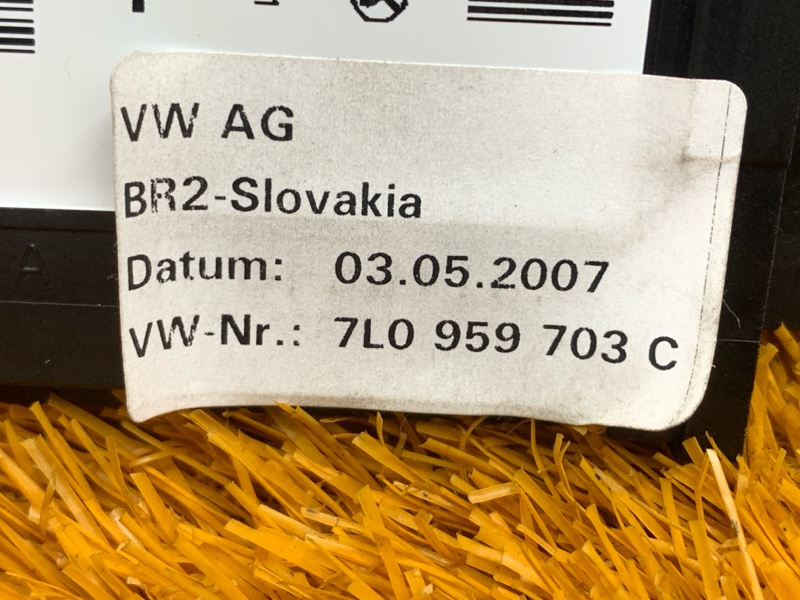 VW AG
BR2-Slovakia
Datum: 03.05.2007
VW-Nr.: 7L0 959 703 C